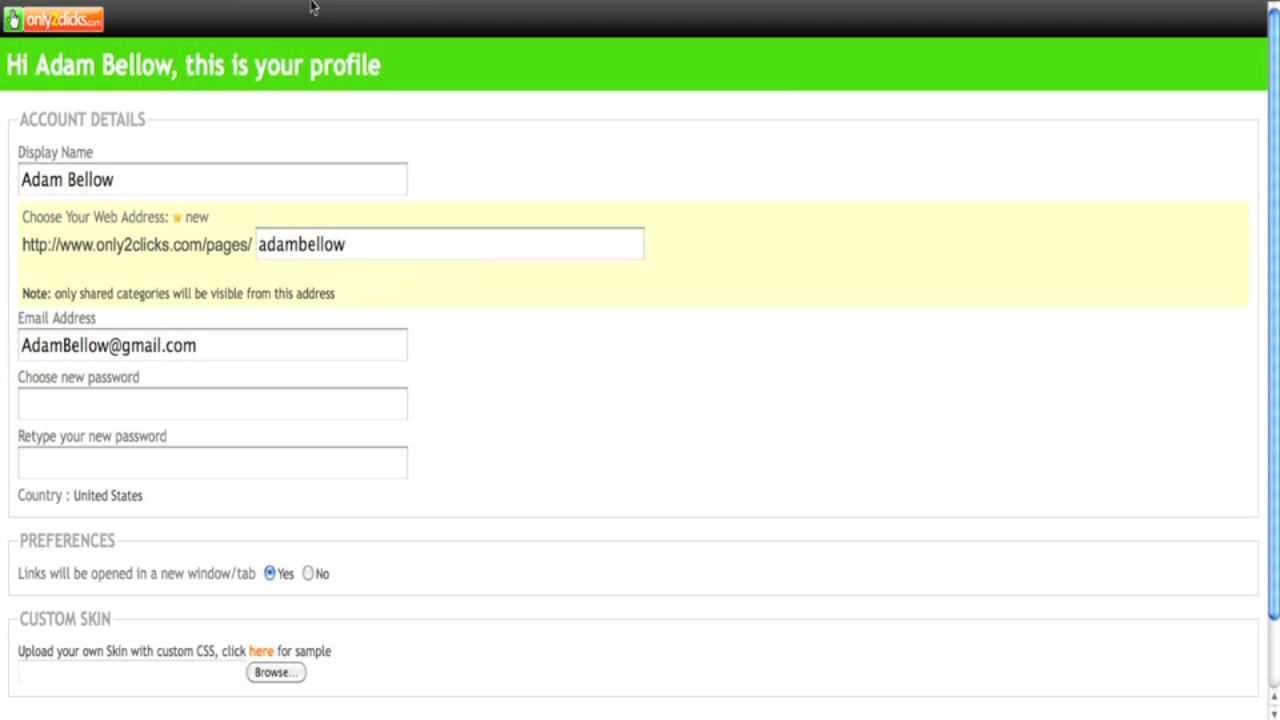 only2clicks.com
Hi Adam Bellow, this is your profile
ACCOUNT DETAILS
Display Name
Adam Bellow
Choose Your Web Address: new
http://www.only2clicks.com/pages/ adambellow
Note: only shared categories will be visible from this address
Email Address
AdamBellow@gmail.com
Choose new password
Retype your new password
Country : United States
PREFERENCES
Links will be opened in a new window/tab Yes No
CUSTOM SKIN
Upload your own Skin with custom CSS, click here for sample
Browse...